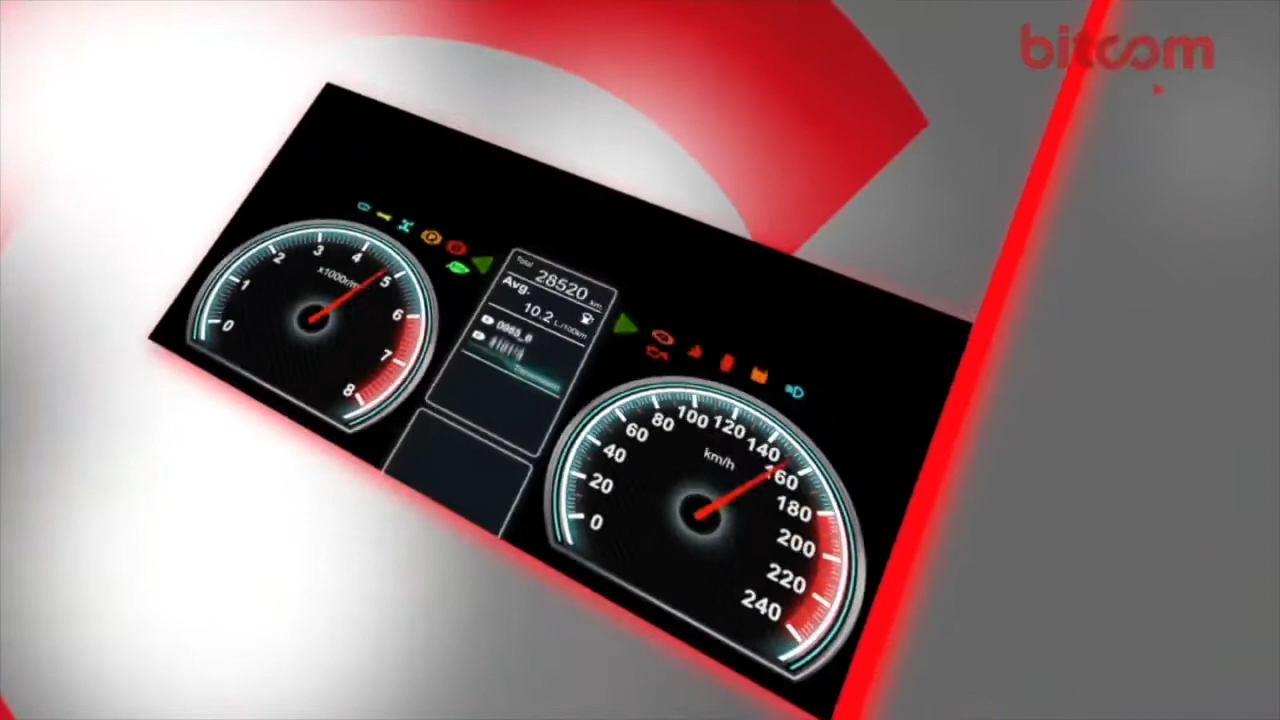 bitcom
Total
28520 km
Avg.
10.2 L/100km
0 1 2 3 4 5 6 7 8
x1000r/m
0 20 40 60 80 100 120 140 160 180 200 220 240
km/h
P